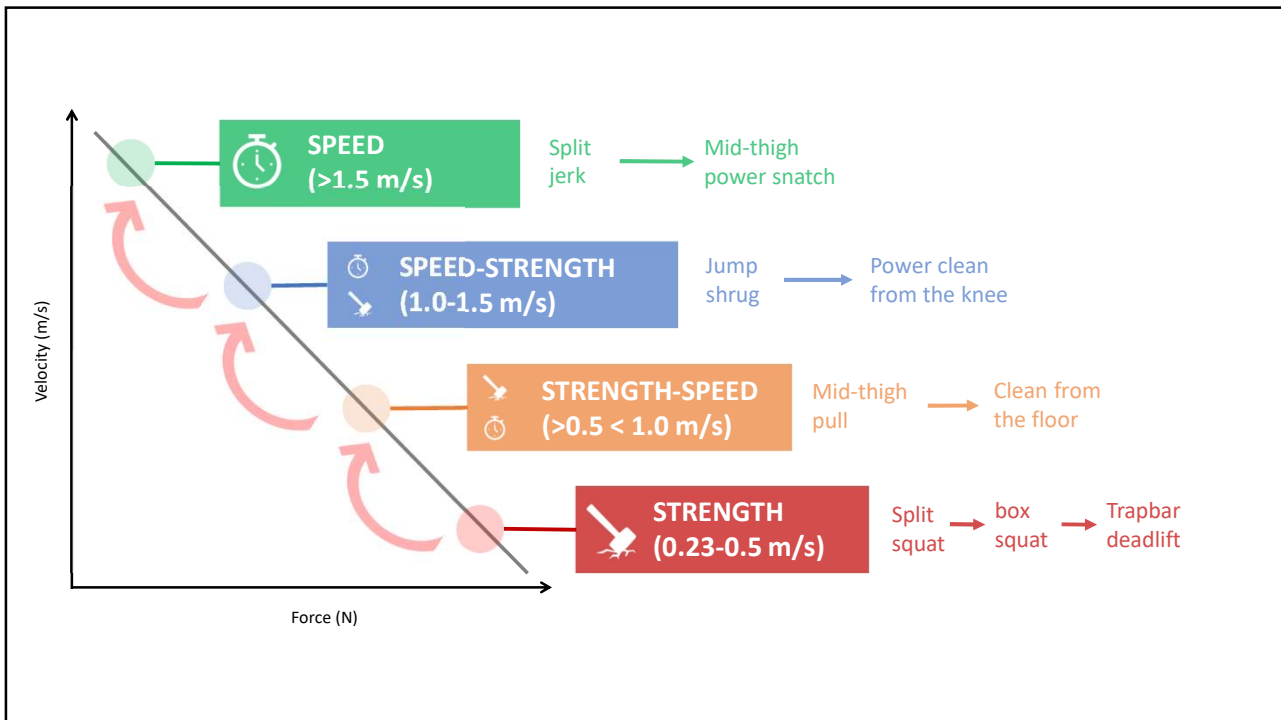 SPEED
(>1.5 m/s)
Split
jerk
Mid-thigh
power snatch
SPEED-STRENGTH
(1.0-1.5 m/s)
Jump
shrug
Power clean
from the knee
Velocity (m/s)
STRENGTH-SPEED
(>0.5 < 1.0 m/s)
Mid-thigh
pull
Clean from
the floor
STRENGTH
(0.23-0.5 m/s)
Split
squat
box
squat
Trapbar
deadlift
Force (N)